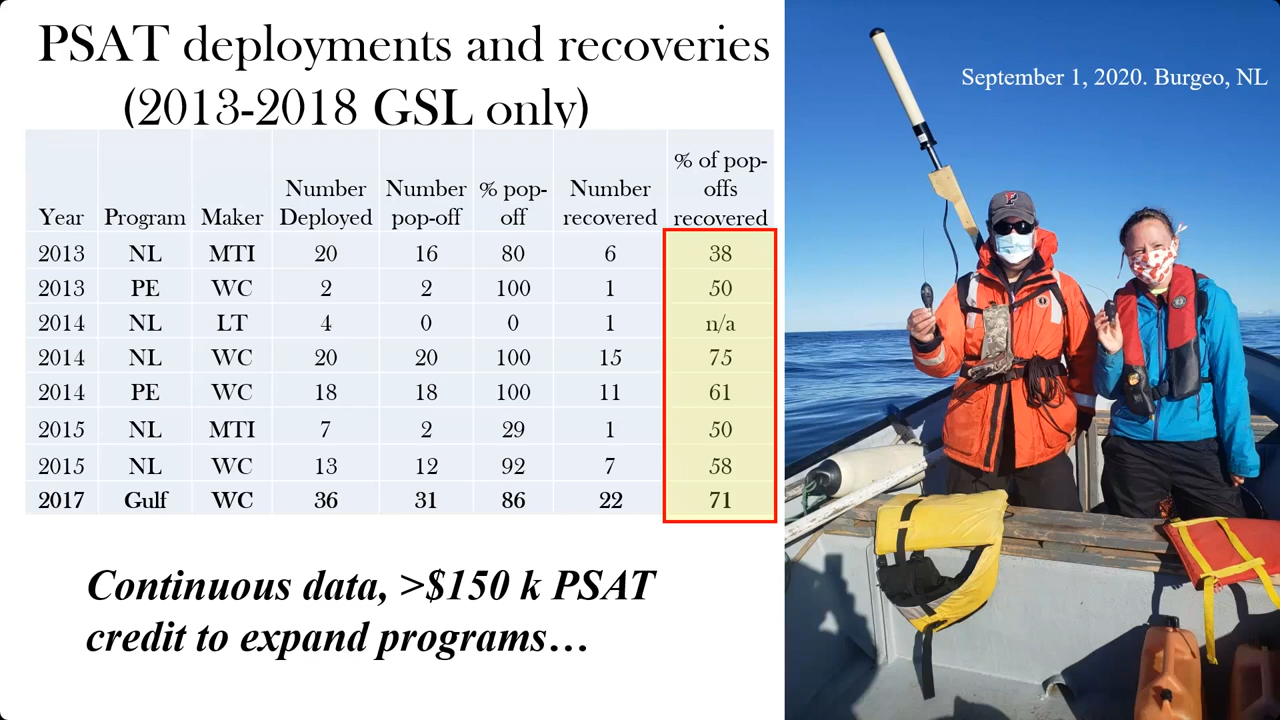 PSAT deployments and recoveries
(2013-2018 GSL only)
September 1, 2020. Burgeo, NL
Year Program Maker Number Deployed Number pop-off % pop-off Number recovered % of pop-offs recovered
2013 NL MTI 20 16 80 6 38
2013 PE WC 2 2 100 1 50
2014 NL LT 4 0 0 1 n/a
2014 NL WC 20 20 100 15 75
2014 PE WC 18 18 100 11 61
2015 NL MTI 7 2 29 1 50
2015 NL WC 13 12 92 7 58
2017 Gulf WC 36 31 86 22 71
Continuous data, >$150 k PSAT
credit to expand programs…
P